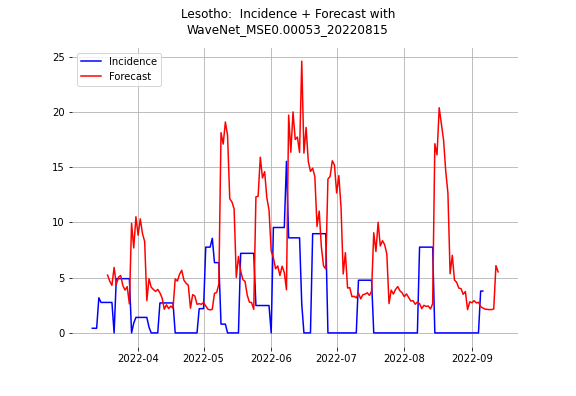 Lesotho:  Incidence + Forecast with
WaveNet_MSE0.00053_20220815
Incidence
Forecast
25
20
15
10
5
0
2022-04 2022-05 2022-06 2022-07 2022-08 2022-09